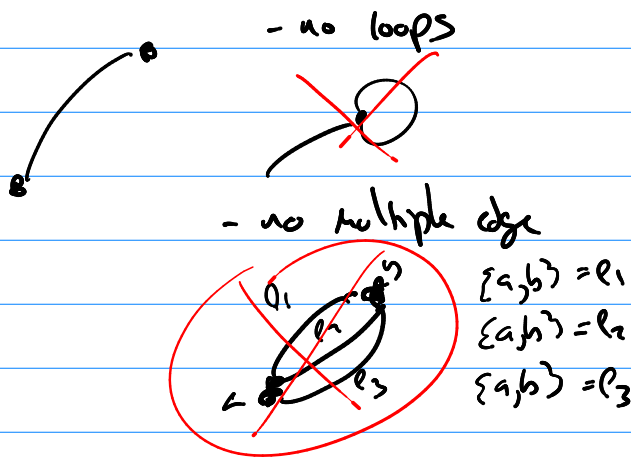 - no loops
- no multiple edge
b
e1
e2
e3
a
{a,b} = e1
{a,b} = e2
{a,b} = e3